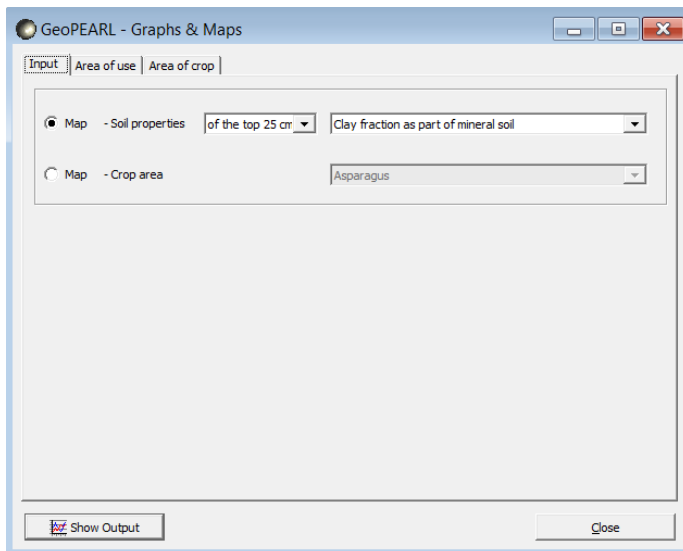 GeoPEARL - Graphs & Maps
Input Area of use Area of crop
Map - Soil properties of the top 25 cm Clay fraction as part of mineral soil
Map - Crop area Asparagus
Show Output Close